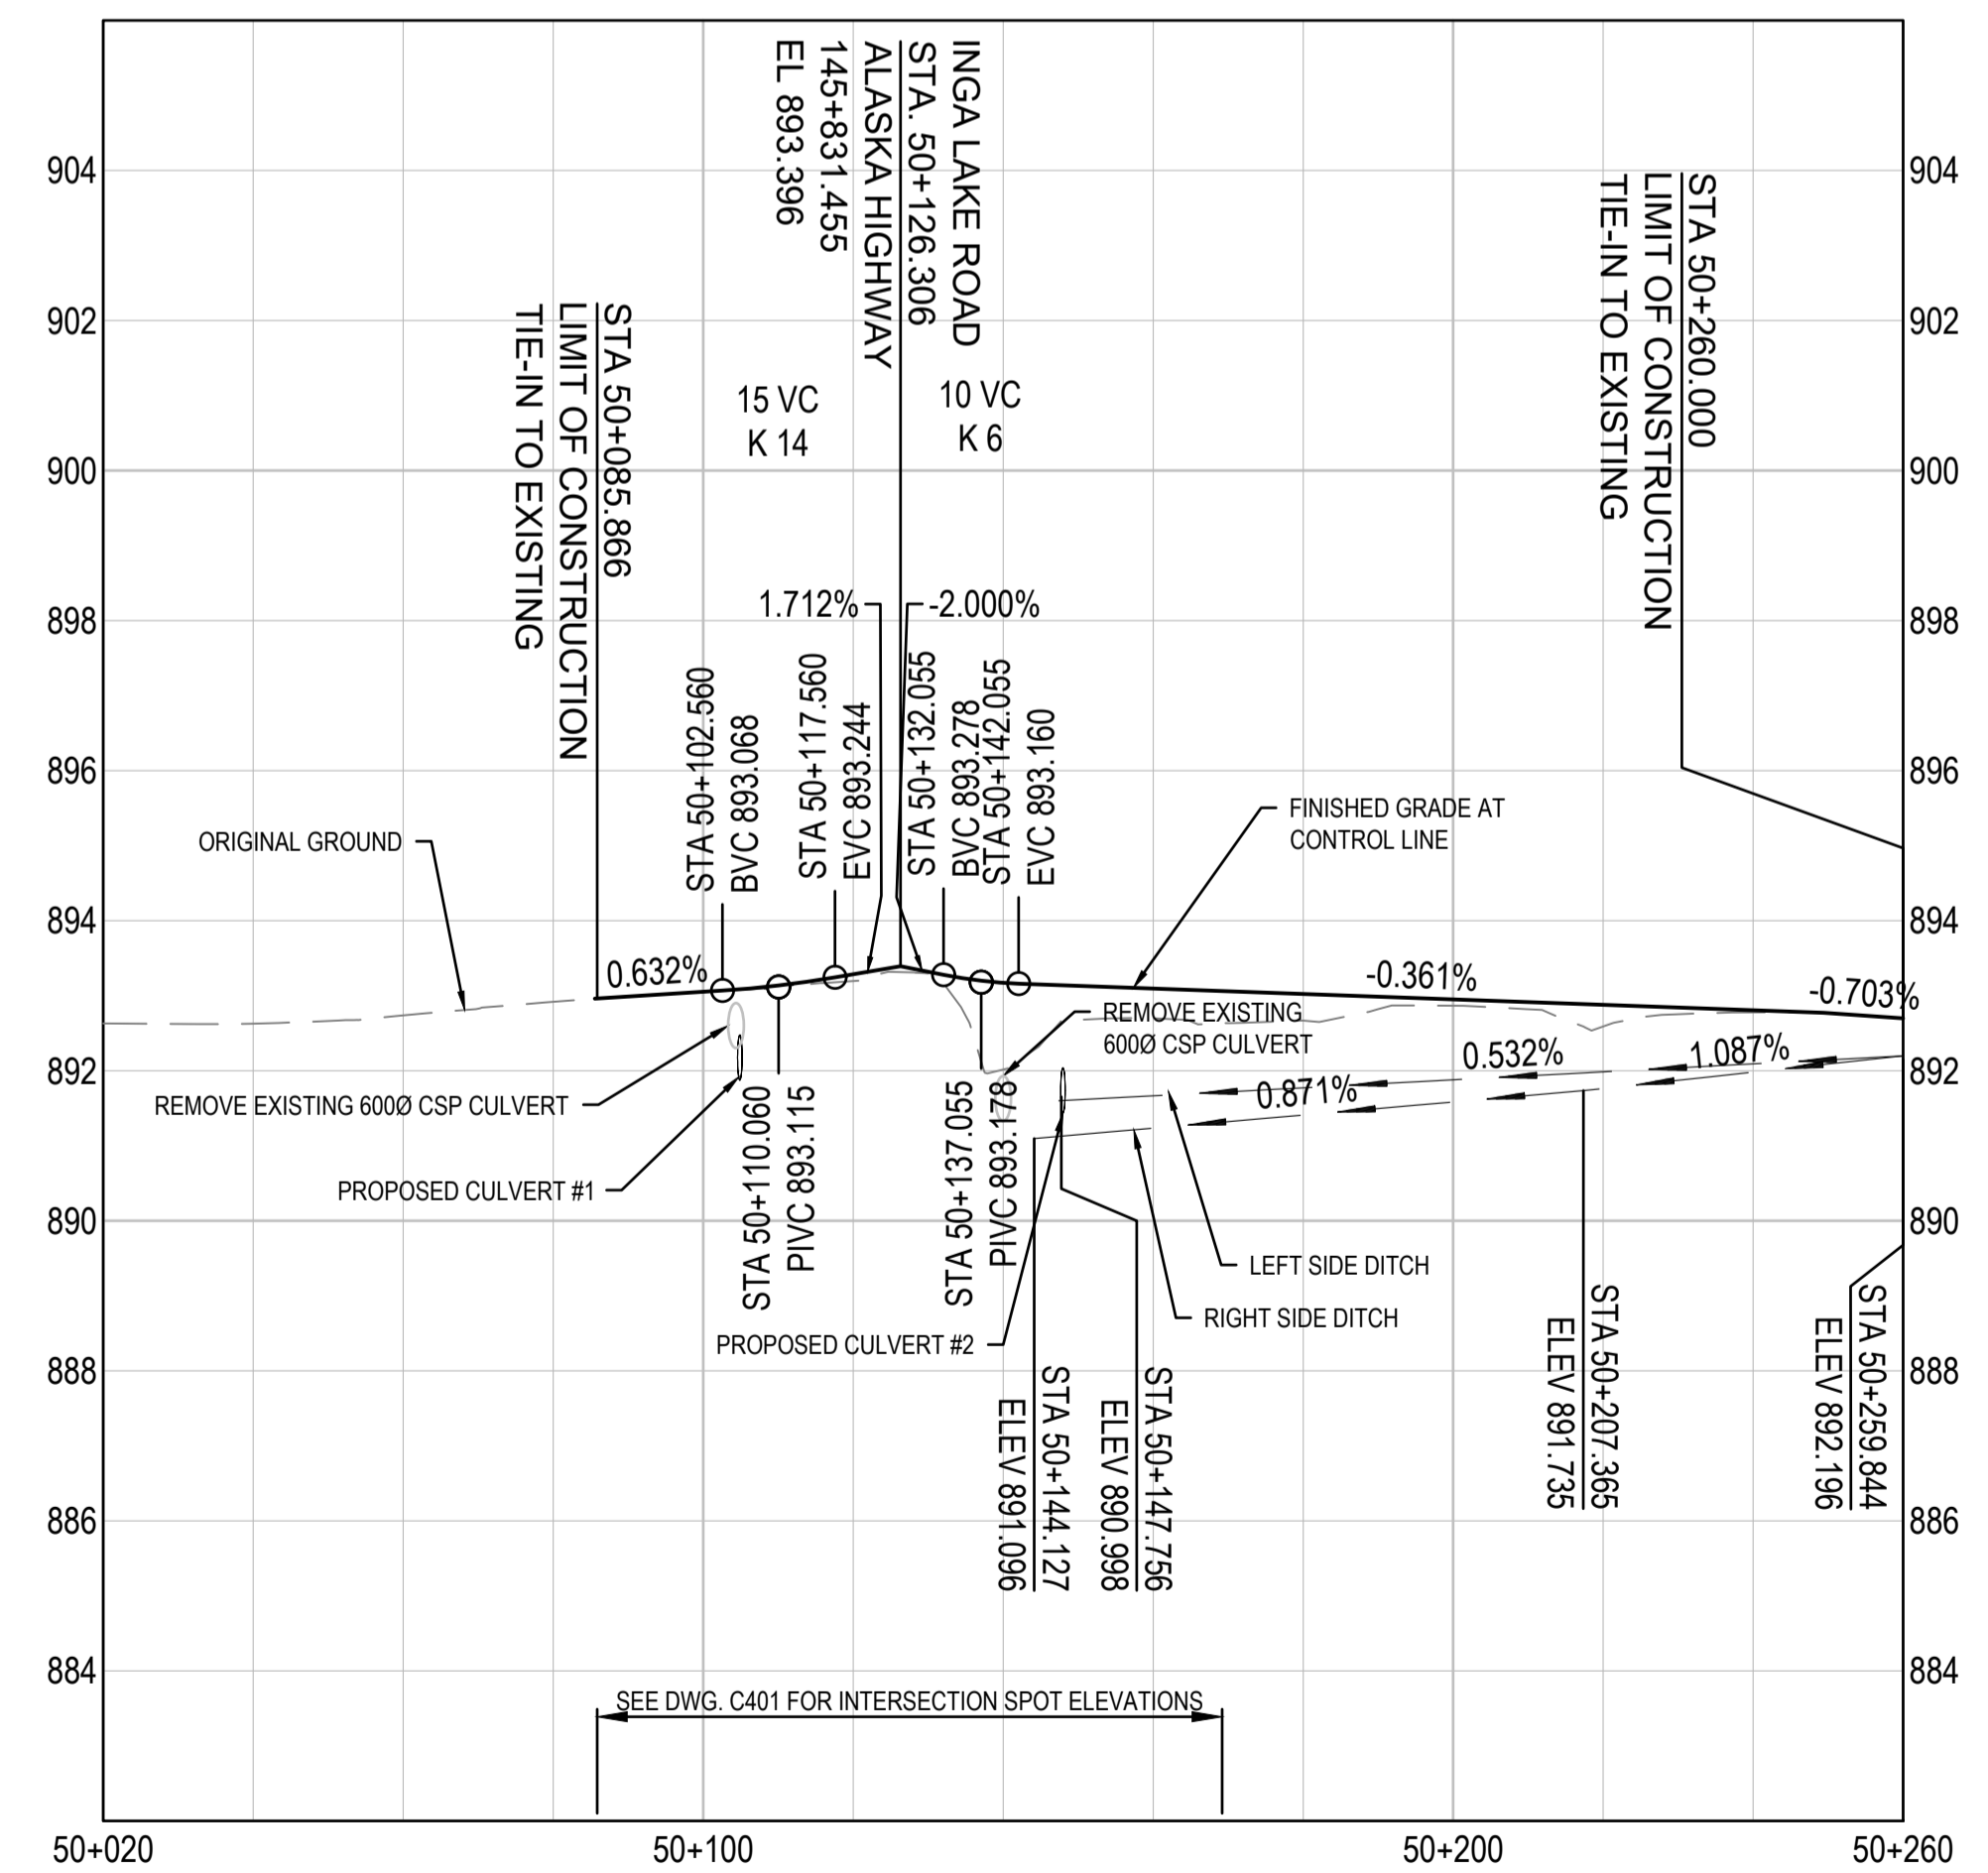 INGA LAKE ROAD
STA. 50+126.306
ALASKA HIGHWAY
145+831.455
EL 893.396
STA 50+085.866
LIMIT OF CONSTRUCTION
TIE-IN TO EXISTING
15 VC
K 14
10 VC
K 6
STA 50+260.000
LIMIT OF CONSTRUCTION
TIE-IN TO EXISTING
904
902
900
898
896
894
892
890
888
886
884
904
902
900
898
896
894
892
890
888
886
884
1.712%
-2.000%
STA 50+102.560
BVC 893.068
STA 50+117.560
EVC 893.244
STA 50+132.055
BVC 893.278
STA 50+142.055
EVC 893.160
ORIGINAL GROUND
FINISHED GRADE AT
CONTROL LINE
0.632%
-0.361%
-0.703%
REMOVE EXISTING
600Ø CSP CULVERT
0.532%
1.087%
0.871%
REMOVE EXISTING 600Ø CSP CULVERT
PROPOSED CULVERT #1
STA 50+110.060
PIVC 893.115
STA 50+137.055
PIVC 893.178
LEFT SIDE DITCH
RIGHT SIDE DITCH
PROPOSED CULVERT #2
STA 50+144.127
ELEV 891.096
STA 50+147.756
ELEV 890.998
STA 50+207.365
ELEV 891.735
STA 50+259.844
ELEV 892.196
SEE DWG. C401 FOR INTERSECTION SPOT ELEVATIONS
50+020
50+100
50+200
50+260